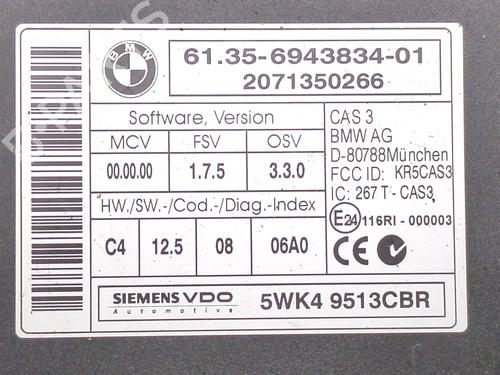 BMW
61.35-6943834-01
2071350266
Software, Version
MCV FSV OSV
00.00.00 1.7.5 3.3.0
HW./SW.-/Cod.-/Diag.-Index
C4 12.5 08 06A0
CAS 3
BMW AG
D-80788München
FCC ID: KR5CAS3
IC: 267 T - CAS3
E24 116RI - 000003
CE
SIEMENS VDO
Automotive
5WK4 9513CBR